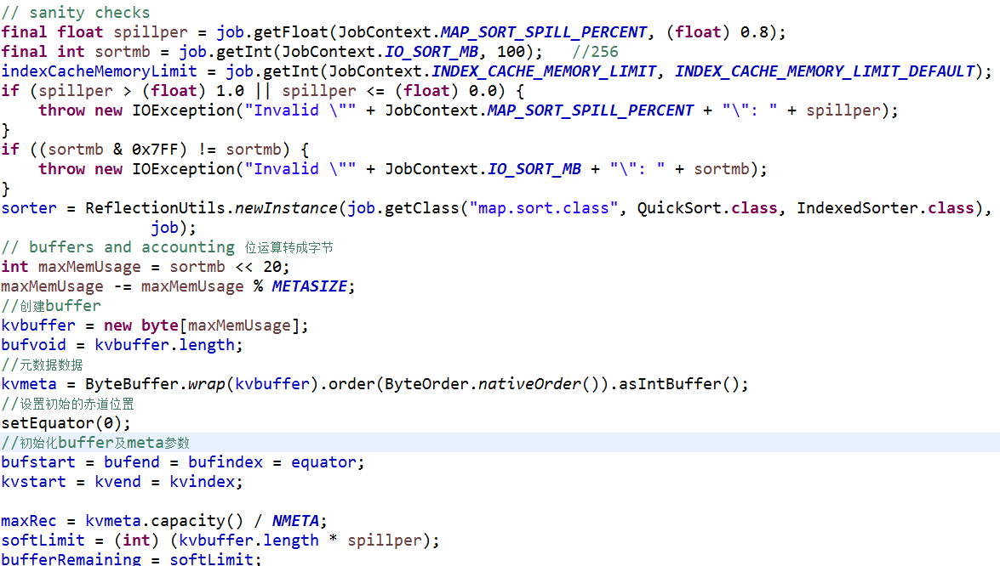 // sanity checks
final float spillper = job.getFloat(JobContext.MAP_SORT_SPILL_PERCENT, (float) 0.8);
final int sortmb = job.getInt(JobContext.IO_SORT_MB, 100);   //256
indexCacheMemoryLimit = job.getInt(JobContext.INDEX_CACHE_MEMORY_LIMIT, INDEX_CACHE_MEMORY_LIMIT_DEFAULT);
if (spillper > (float) 1.0 || spillper <= (float) 0.0) {
    throw new IOException("Invalid \"" + JobContext.MAP_SORT_SPILL_PERCENT + "\": " + spillper);
}
if ((sortmb & 0x7FF) != sortmb) {
    throw new IOException("Invalid \"" + JobContext.IO_SORT_MB + "\": " + sortmb);
}
sorter = ReflectionUtils.newInstance(job.getClass("map.sort.class", QuickSort.class, IndexedSorter.class),
                job);
// buffers and accounting 位运算转成字节
int maxMemUsage = sortmb << 20;
maxMemUsage -= maxMemUsage % METASIZE;
//创建buffer
kvbuffer = new byte[maxMemUsage];
bufvoid = kvbuffer.length;
//元数据数据
kvmeta = ByteBuffer.wrap(kvbuffer).order(ByteOrder.nativeOrder()).asIntBuffer();
//设置初始的赤道位置
setEquator(0);
//初始化buffer及meta参数
bufstart = bufend = bufindex = equator;
kvstart = kvend = kvindex;

maxRec = kvmeta.capacity() / NMETA;
softLimit = (int) (kvbuffer.length * spillper);
bufferRemaining = softLimit;